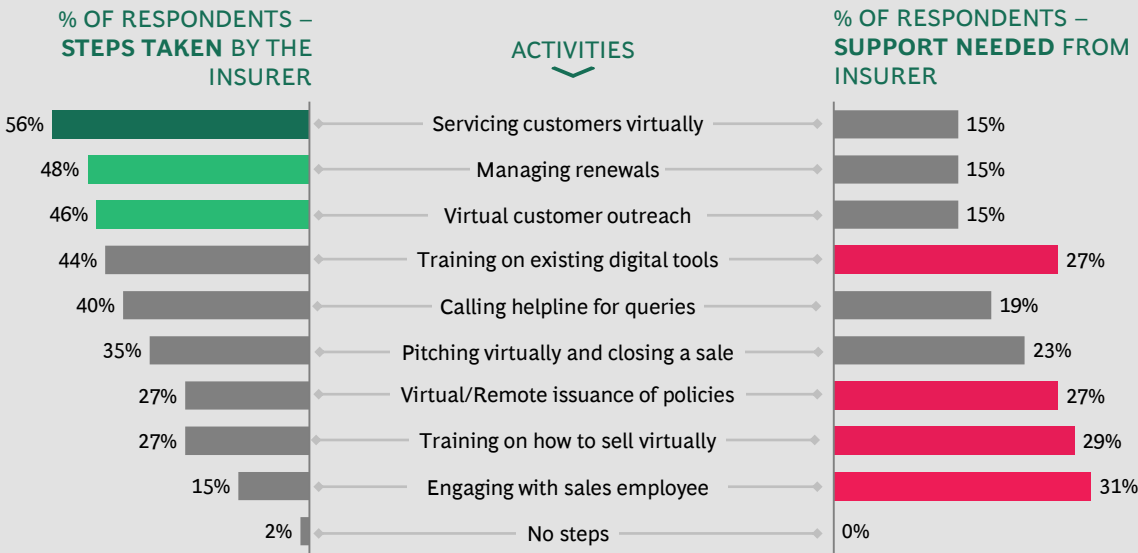 % OF RESPONDENTS –
STEPS TAKEN BY THE
INSURER
ACTIVITIES
% OF RESPONDENTS –
SUPPORT NEEDED FROM
INSURER
56% Servicing customers virtually 15%
48% Managing renewals 15%
46% Virtual customer outreach 15%
44% Training on existing digital tools 27%
40% Calling helpline for queries 19%
35% Pitching virtually and closing a sale 23%
27% Virtual/Remote issuance of policies 27%
27% Training on how to sell virtually 29%
15% Engaging with sales employee 31%
2% No steps 0%